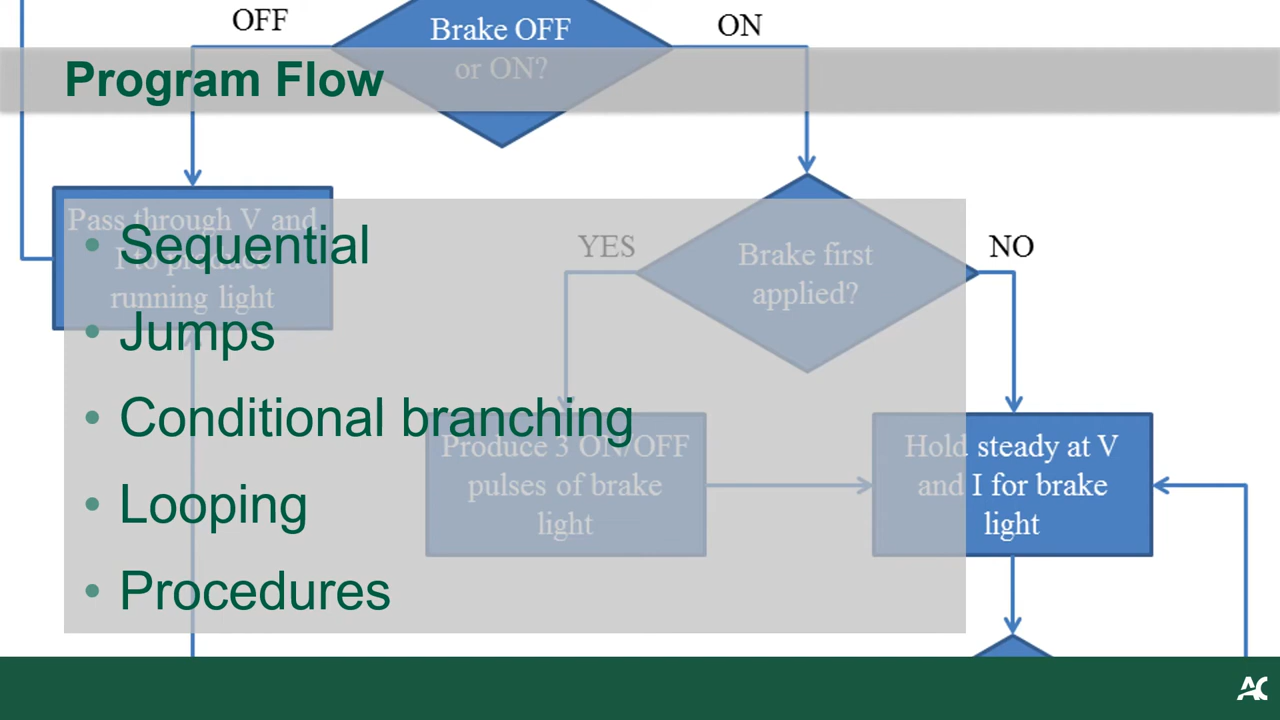 OFF
Brake OFF
or ON?
ON
Program Flow
Pass through V and
I to produce
running light
• Sequential
• Jumps
• Conditional branching
• Looping
• Procedures
YES
Brake first
applied?
NO
Produce 3 ON/OFF
pulses of brake
light
Hold steady at V
and I for brake
light
AC